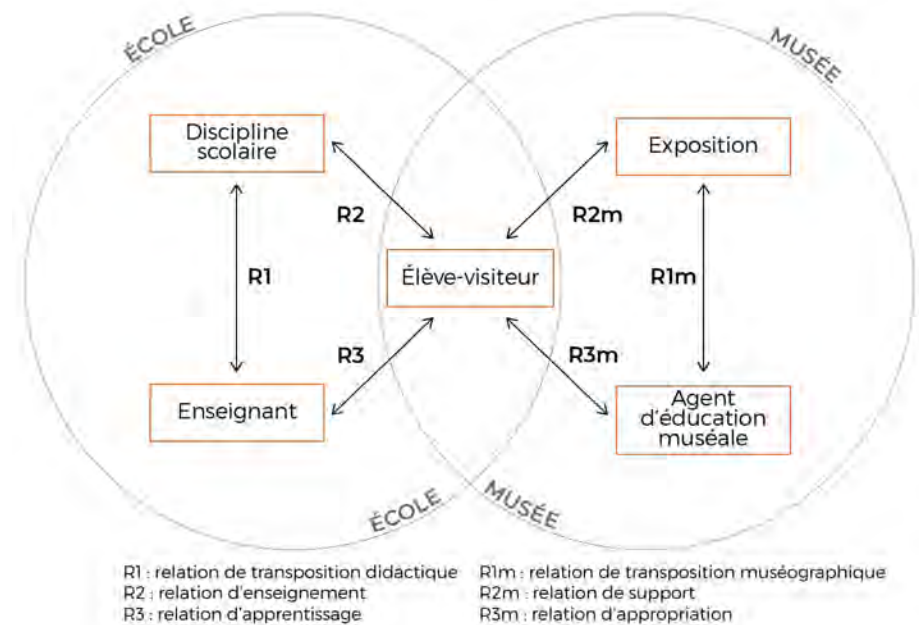 ÉCOLE
MUSÉE
Discipline
scolaire
Exposition
R2
R2m
Élève-visiteur
R1
R1m
R3
R3m
Enseignant
Agent
d'éducation
muséale
ÉCOLE
MUSÉE
R1 : relation de transposition didactique
R2 : relation d'enseignement
R3 : relation d'apprentissage
R1m : relation de transposition muséographique
R2m : relation de support
R3m : relation d'appropriation